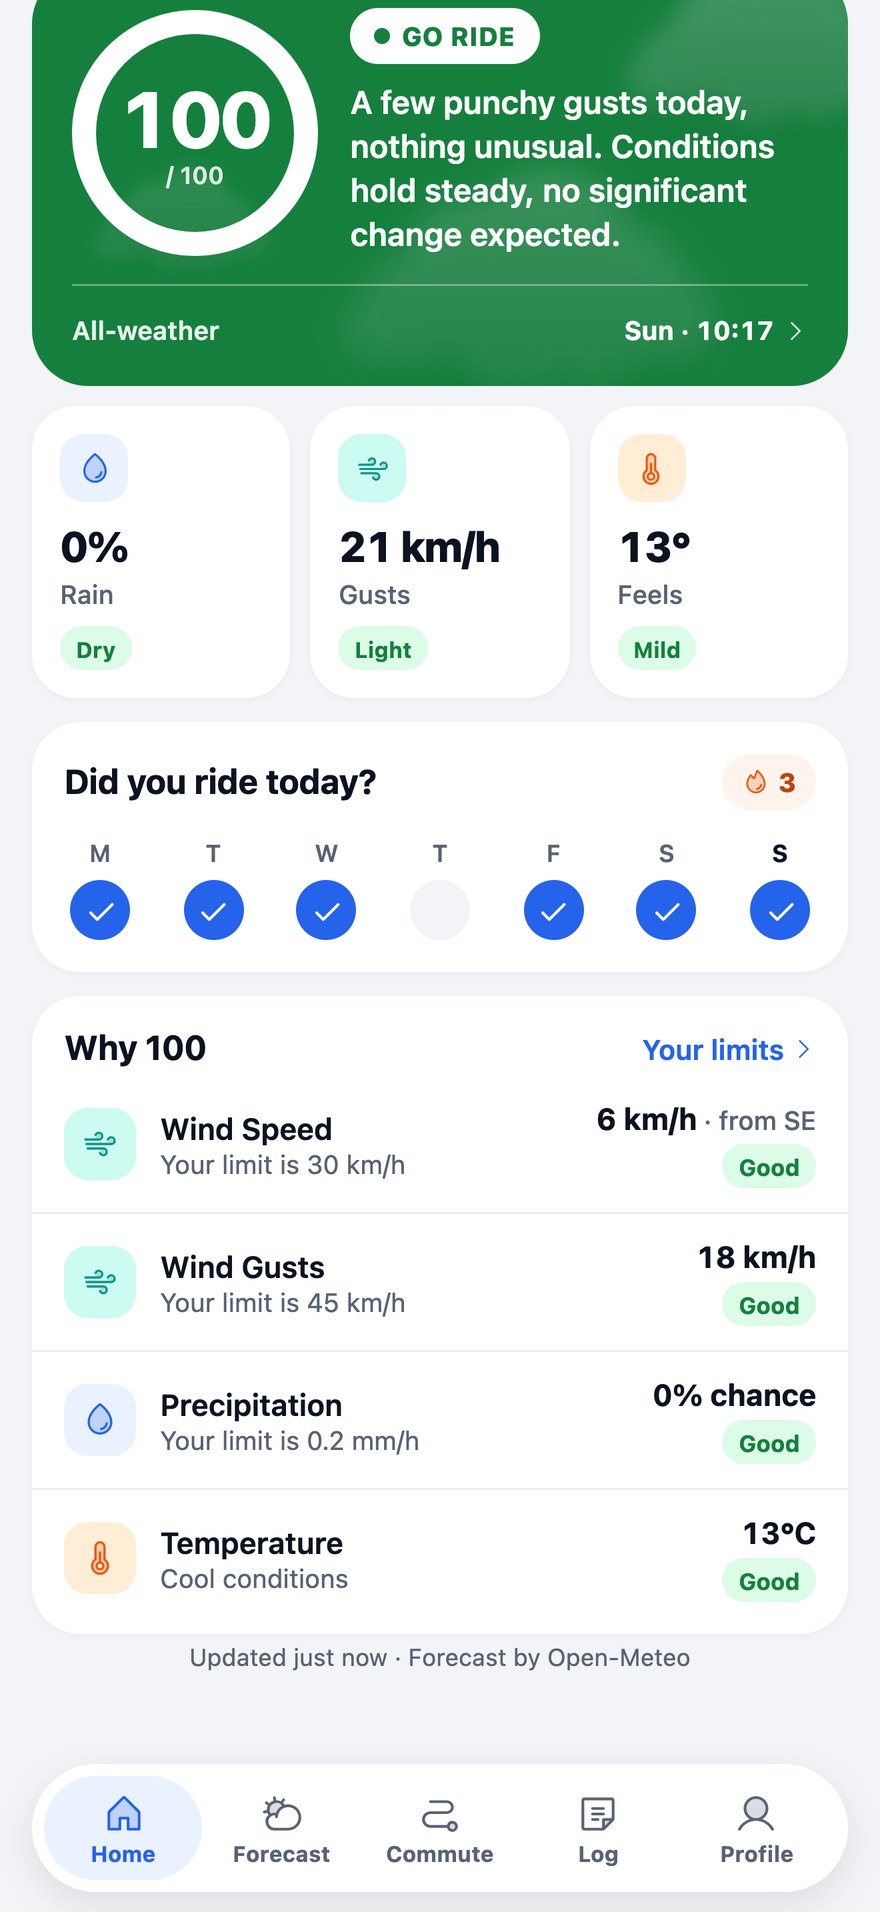 100
/ 100
GO RIDE
A few punchy gusts today,
nothing unusual. Conditions
hold steady, no significant
change expected.
All-weather
Sun · 10:17
0%
Rain
Dry
21 km/h
Gusts
Light
13°
Feels
Mild
Did you ride today?
3
M T W T F S S
Why 100
Your limits
Wind Speed
Your limit is 30 km/h
6 km/h · from SE
Good
Wind Gusts
Your limit is 45 km/h
18 km/h
Good
Precipitation
Your limit is 0.2 mm/h
0% chance
Good
Temperature
Cool conditions
13°C
Good
Updated just now · Forecast by Open-Meteo
Home
Forecast
Commute
Log
Profile